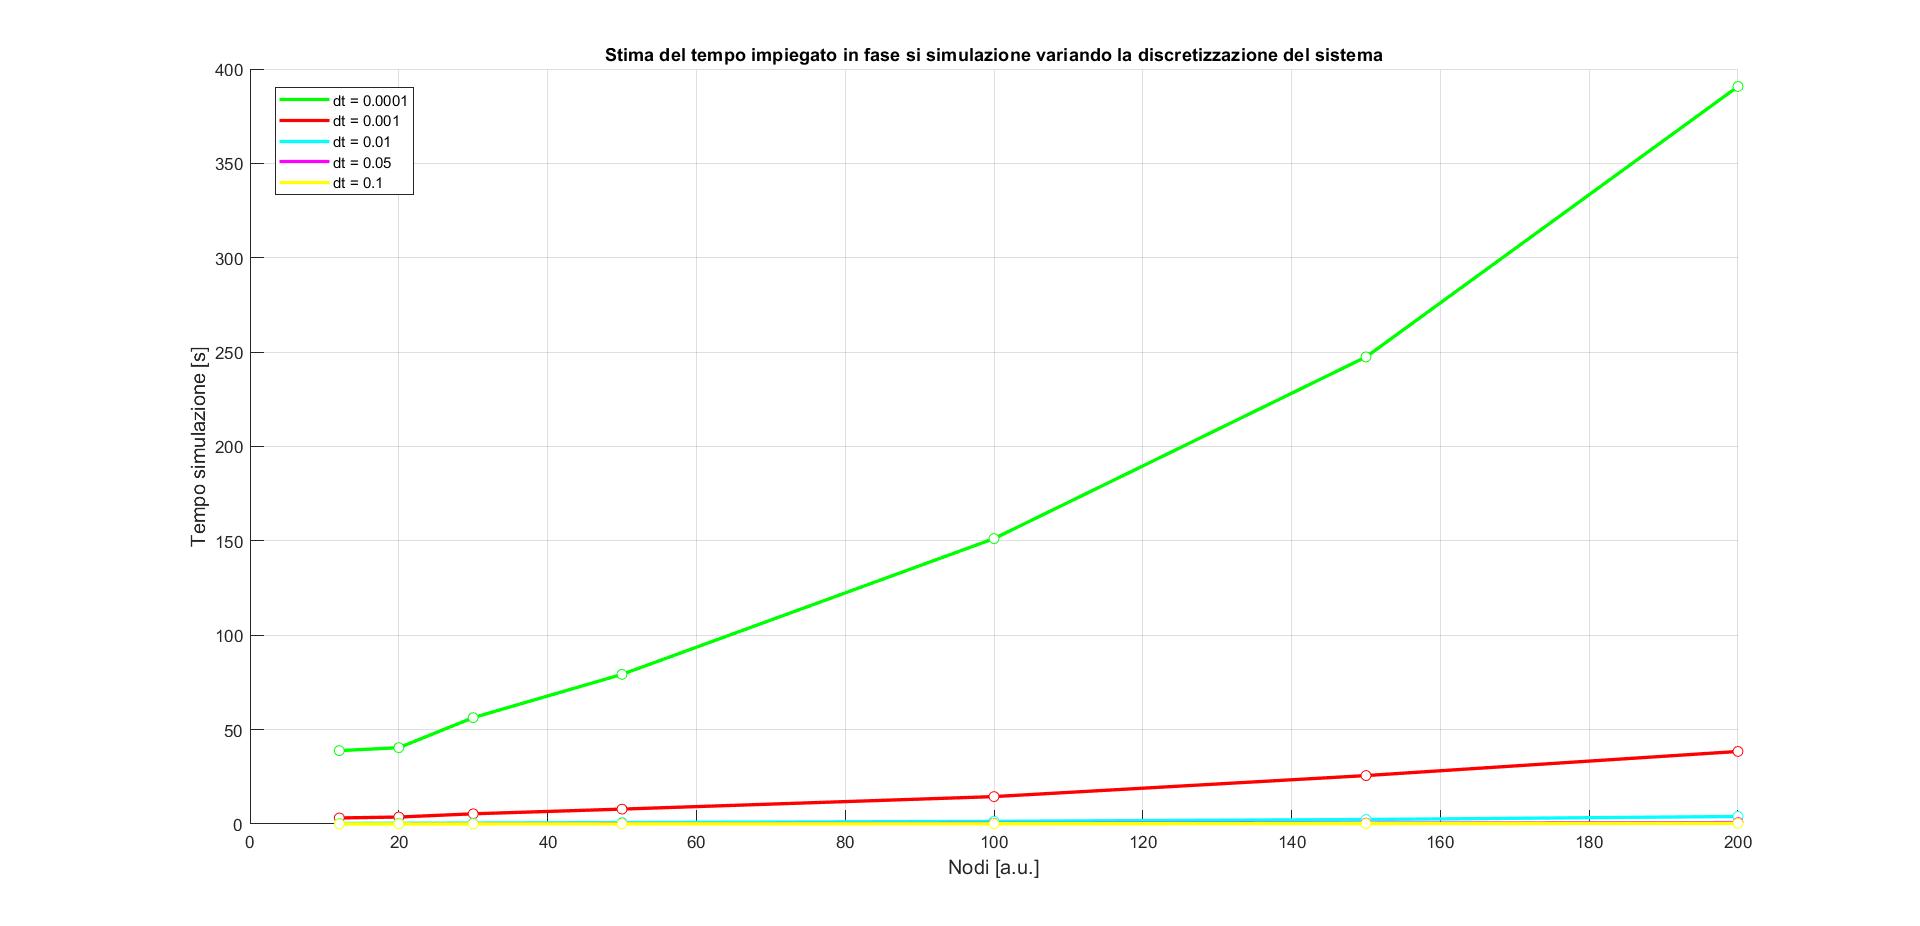 Stima del tempo impiegato in fase si simulazione variando la discretizzazione del sistema
400
350
300
250
200
150
100
50
0
Tempo simulazione [s]
dt = 0.0001
dt = 0.001
dt = 0.01
dt = 0.05
dt = 0.1
0 20 40 60 80 100 120 140 160 180 200
Nodi [a.u.]